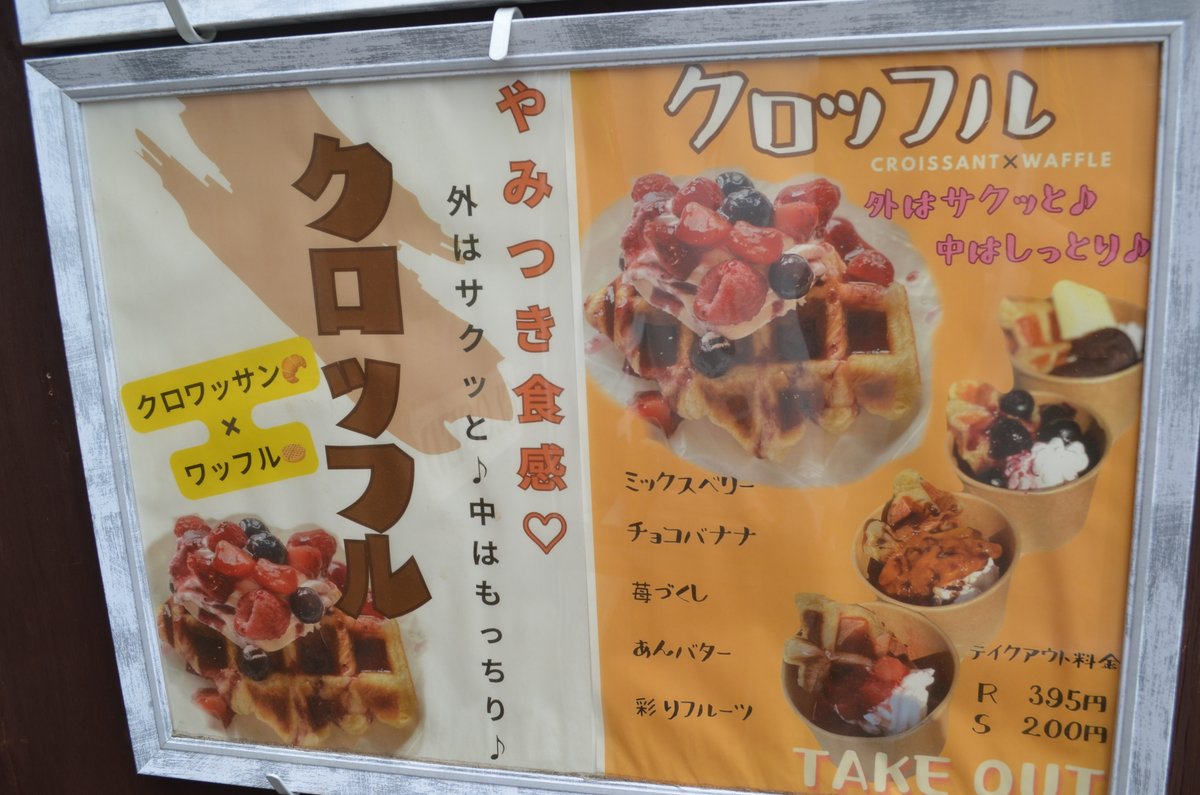 やみつき食感♡
外はサクッと♪中はもっちり♪
クロッフル
クロワッサン
×
ワッフル
クロッフル
CROISSANT×WAFFLE
外はサクッと♪
中はしっとり♪
ミックスベリー
チョコバナナ
苺づくし
あんバター
彩りフルーツ
テイクアウト料金
R 395円
S 200円
TAKE OUT